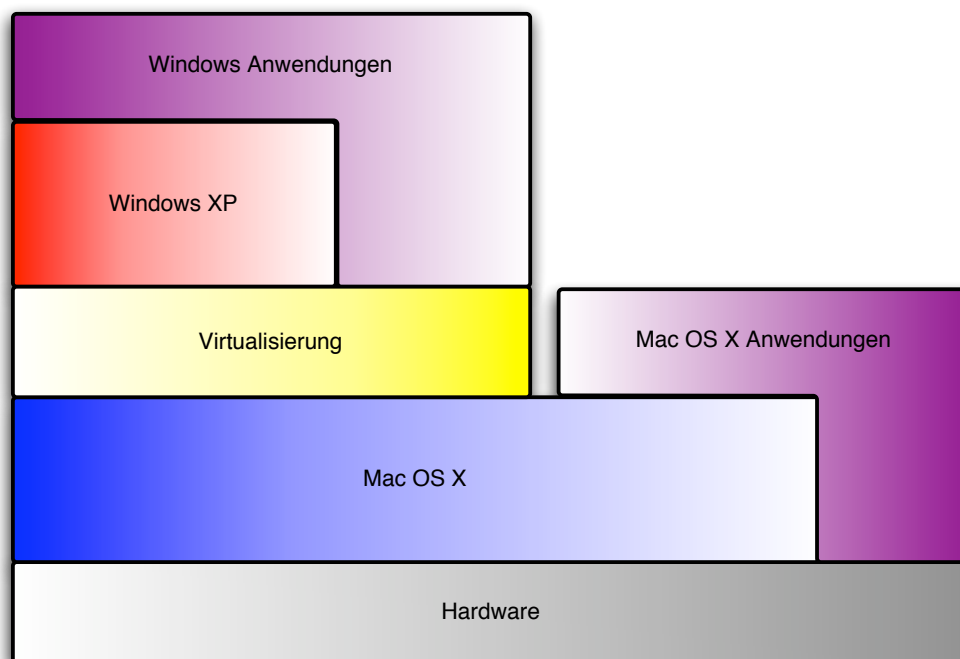 Windows Anwendungen
Windows XP
Virtualisierung
Mac OS X Anwendungen
Mac OS X
Hardware